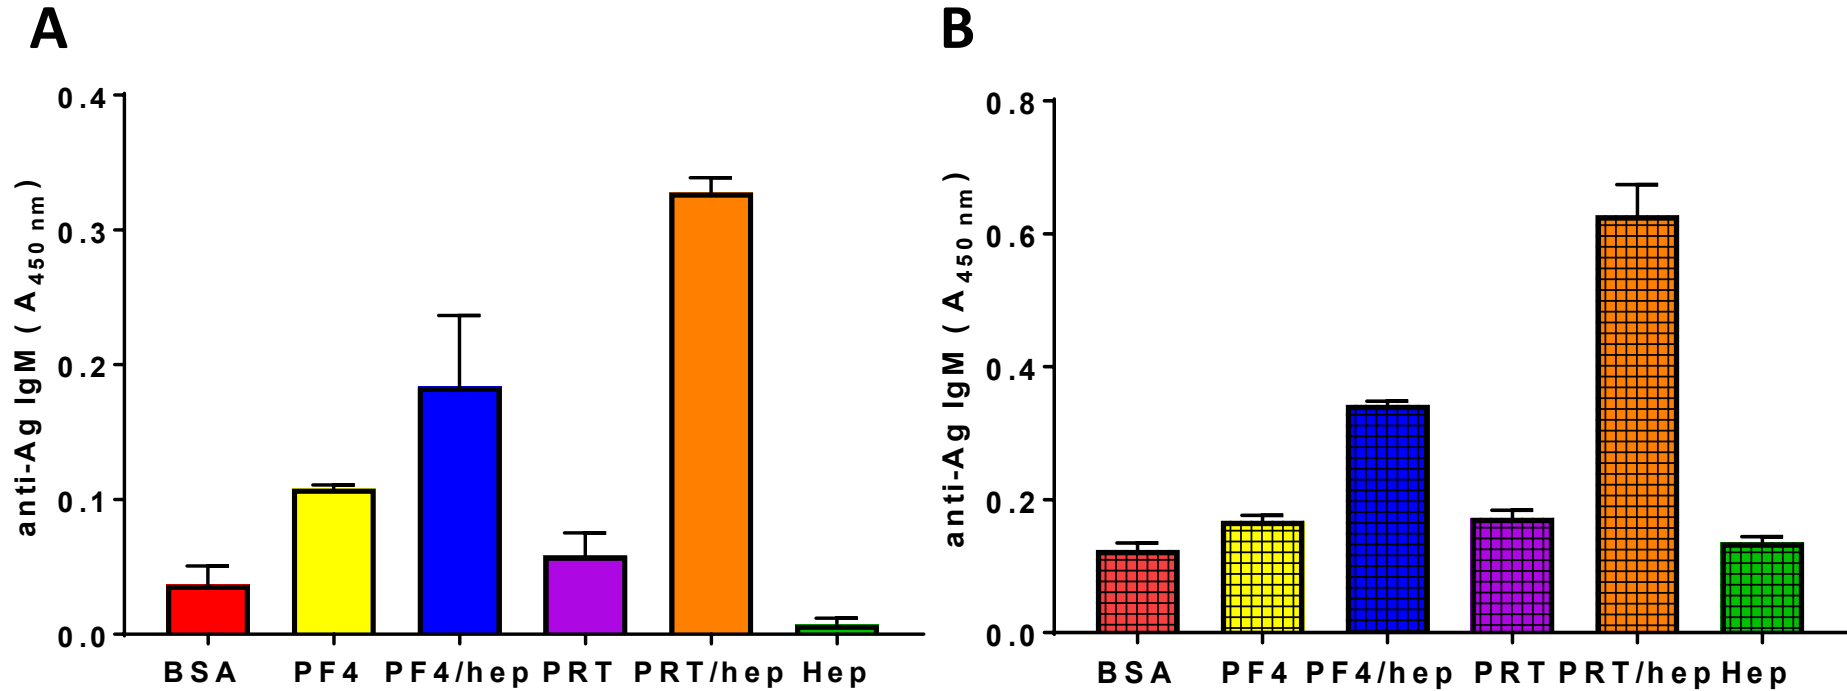 A
anti-Ag IgM ( A450 nm)
0.4
0.3
0.2
0.1
0.0
BSA PF4 PF4/hep PRT PRT/hep Hep
B
anti-Ag IgM ( A450 nm)
0.8
0.6
0.4
0.2
0.0
BSA PF4 PF4/hep PRT PRT/hep Hep